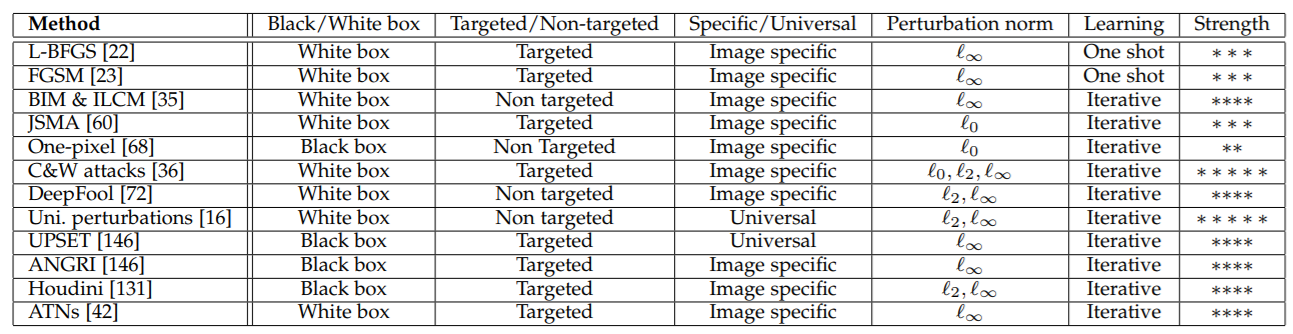 Method Black/White box Targeted/Non-targeted Specific/Universal Perturbation norm Learning Strength
L-BFGS [22] White box Targeted Image specific ℓ∞ One shot ∗ ∗ ∗
FGSM [23] White box Targeted Image specific ℓ∞ One shot ∗ ∗ ∗
BIM & ILCM [35] White box Non targeted Image specific ℓ∞ Iterative ∗∗∗∗
JSMA [60] White box Targeted Image specific ℓ0 Iterative ∗ ∗ ∗
One-pixel [68] Black box Non Targeted Image specific ℓ0 Iterative ∗∗
C&W attacks [36] White box Targeted Image specific ℓ0, ℓ2, ℓ∞ Iterative ∗ ∗ ∗ ∗ ∗
DeepFool [72] White box Non targeted Image specific ℓ2, ℓ∞ Iterative ∗∗∗∗
Uni. perturbations [16] White box Non targeted Universal ℓ2, ℓ∞ Iterative ∗ ∗ ∗ ∗ ∗
UPSET [146] Black box Targeted Universal ℓ∞ Iterative ∗∗∗∗
ANGRI [146] Black box Targeted Image specific ℓ∞ Iterative ∗∗∗∗
Houdini [131] Black box Targeted Image specific ℓ2, ℓ∞ Iterative ∗∗∗∗
ATNs [42] White box Targeted Image specific ℓ∞ Iterative ∗∗∗∗